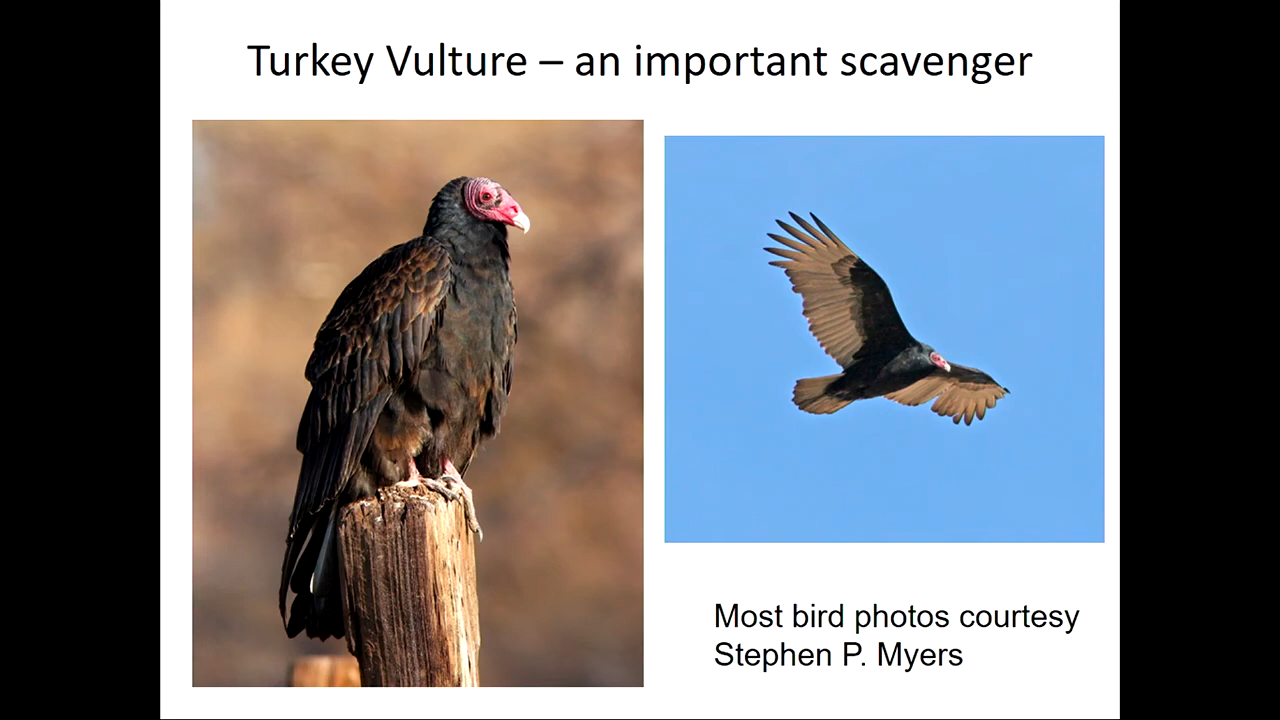 Turkey Vulture – an important scavenger
Most bird photos courtesy
Stephen P. Myers